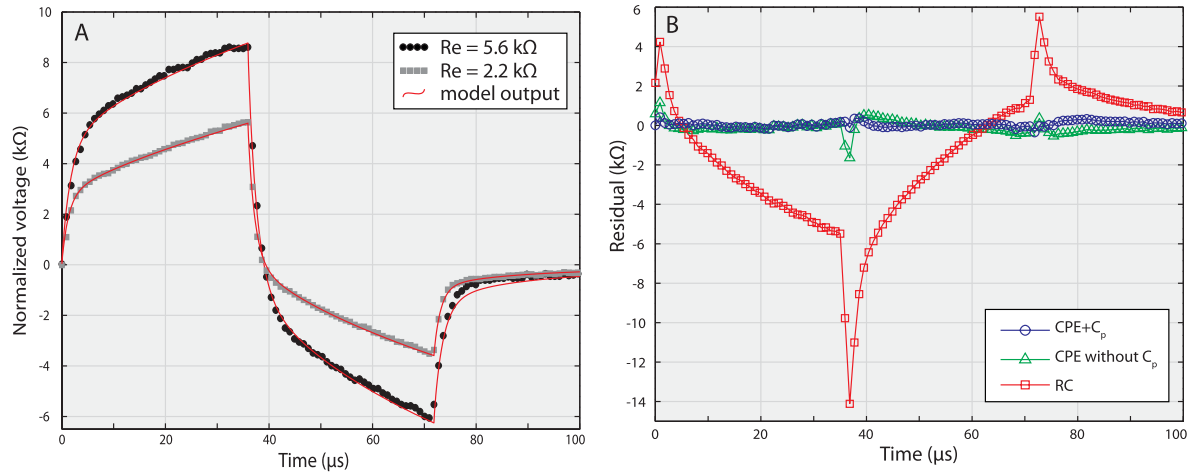 A
Re = 5.6 kΩ
Re = 2.2 kΩ
model output
Normalized voltage (kΩ)
10
8
6
4
2
0
-2
-4
-6
0
20
40
60
80
100
Time (μs)
B
Residual (kΩ)
6
4
2
0
-2
-4
-6
-8
-10
-12
-14
CPE+Cp
CPE without Cp
RC
0
20
40
60
80
100
Time (μs)